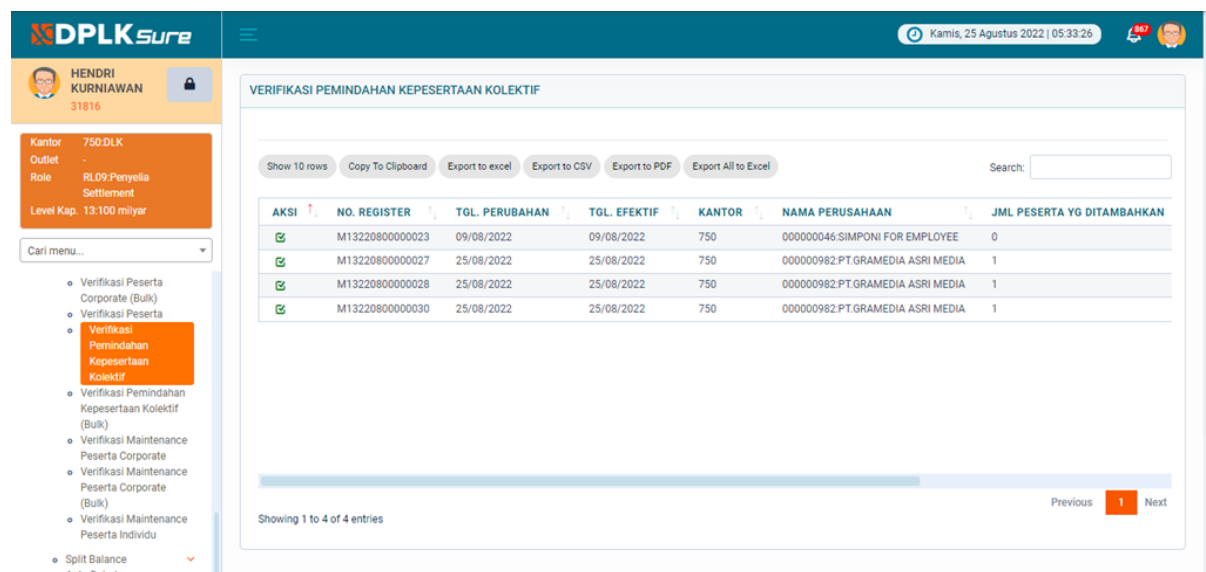 DPLKsure
Kamis, 25 Agustus 2022 | 05:33:26
867
HENDRI
KURNIAWAN
31816
Kantor 750:DLK
Outlet -
Role RL09:Penyelia
Settlement
Level Kap. 13:100 milyar
Cari menu...
Verifikasi Peserta
Corporate (Bulk)
Verifikasi Peserta
Verifikasi
Pemindahan
Kepesertaan
Kolektif
Verifikasi Pemindahan
Kepesertaan Kolektif
(Bulk)
Verifikasi Maintenance
Peserta Corporate
Verifikasi Maintenance
Peserta Corporate
(Bulk)
Verifikasi Maintenance
Peserta Individu
Split Balance
VERIFIKASI PEMINDAHAN KEPESERTAAN KOLEKTIF
Show 10 rows Copy To Clipboard Export to excel Export to CSV Export to PDF Export All to Excel Search:
AKSI NO. REGISTER TGL. PERUBAHAN TGL. EFEKTIF KANTOR NAMA PERUSAHAAN JML PESERTA YG DITAMBAHKAN
M13220800000023 09/08/2022 09/08/2022 750 000000046:SIMPONI FOR EMPLOYEE 0
M13220800000027 25/08/2022 25/08/2022 750 000000982:PT.GRAMEDIA ASRI MEDIA 1
M13220800000028 25/08/2022 25/08/2022 750 000000982:PT.GRAMEDIA ASRI MEDIA 1
M13220800000030 25/08/2022 25/08/2022 750 000000982:PT.GRAMEDIA ASRI MEDIA 1
Previous 1 Next
Showing 1 to 4 of 4 entries